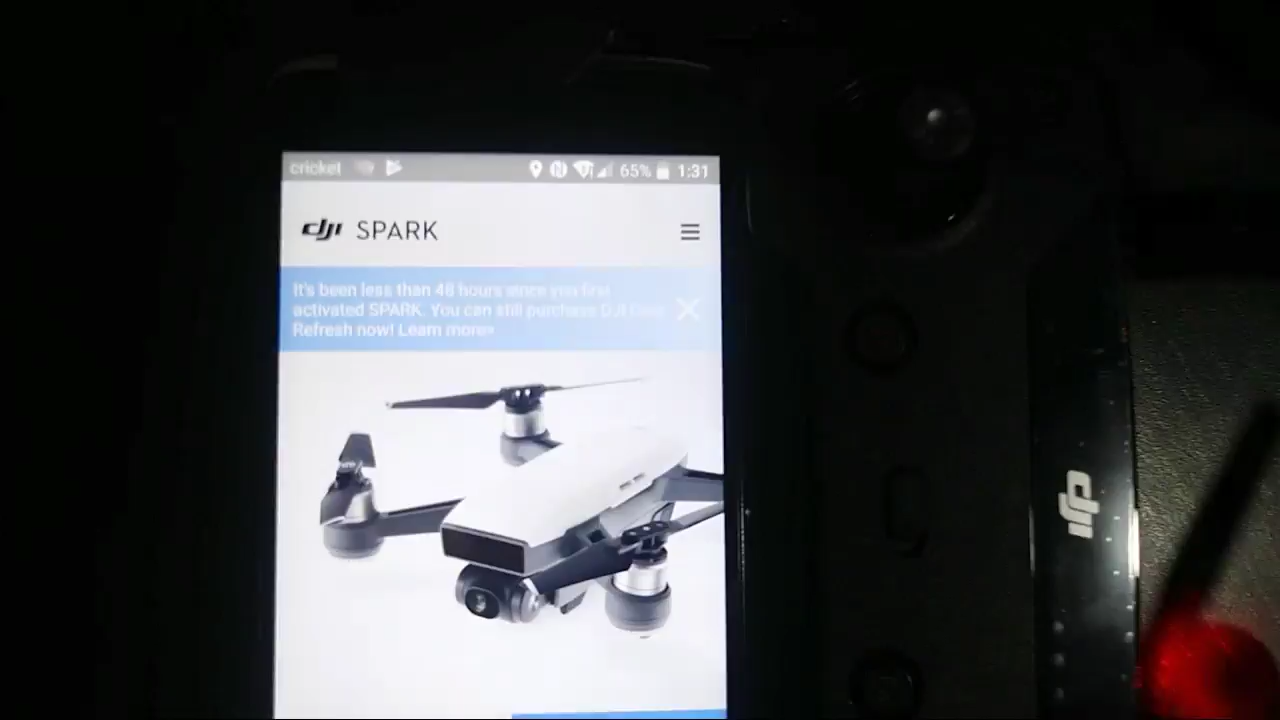 cricket 65% 1:31
dji SPARK
It's been less than 48 hours since you first
activated SPARK. You can still purchase DJI Care
Refresh now! Learn more>
dji